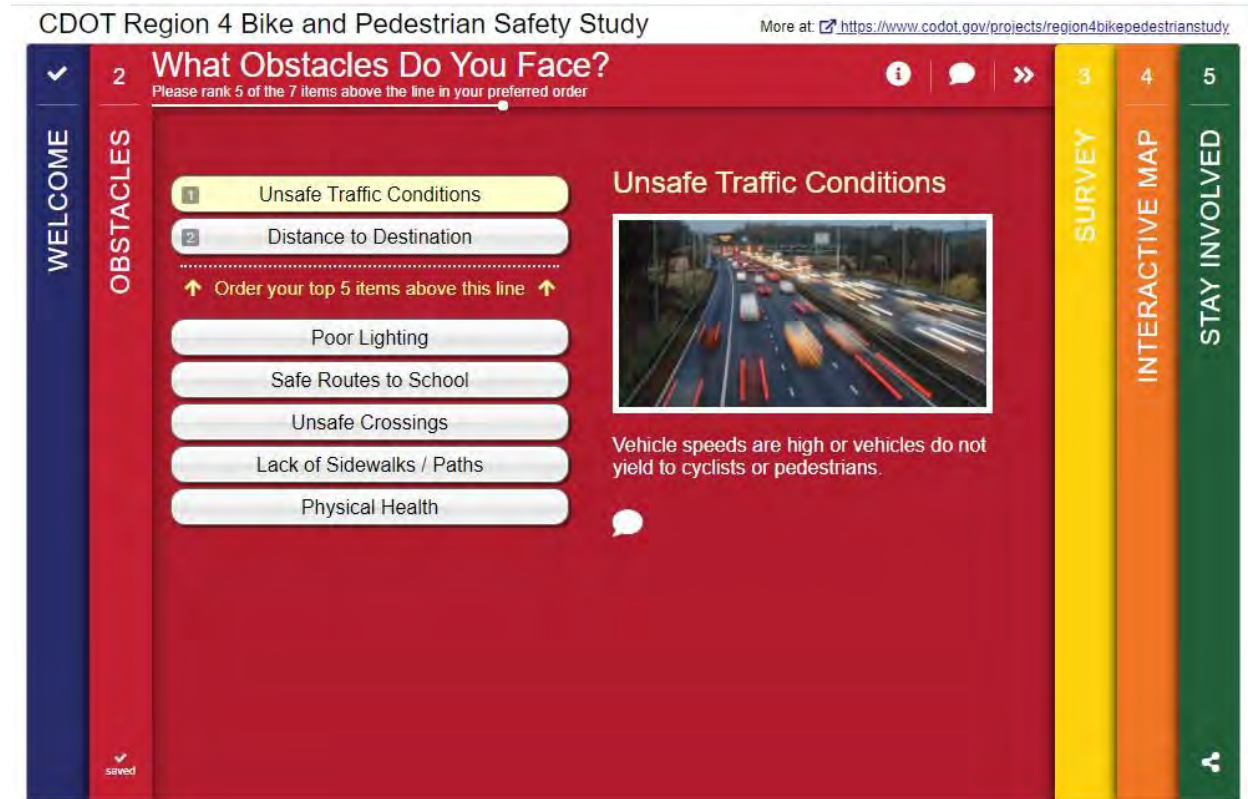 CDOT Region 4 Bike and Pedestrian Safety Study
More at: https://www.codot.gov/projects/region4bikepedestrianstudy
WELCOME
2
OBSTACLES
saved
What Obstacles Do You Face?
Please rank 5 of the 7 items above the line in your preferred order
1 Unsafe Traffic Conditions
2 Distance to Destination
Order your top 5 items above this line
Poor Lighting
Safe Routes to School
Unsafe Crossings
Lack of Sidewalks / Paths
Physical Health
Unsafe Traffic Conditions
Vehicle speeds are high or vehicles do not
yield to cyclists or pedestrians.
3
SURVEY
4
INTERACTIVE MAP
5
STAY INVOLVED